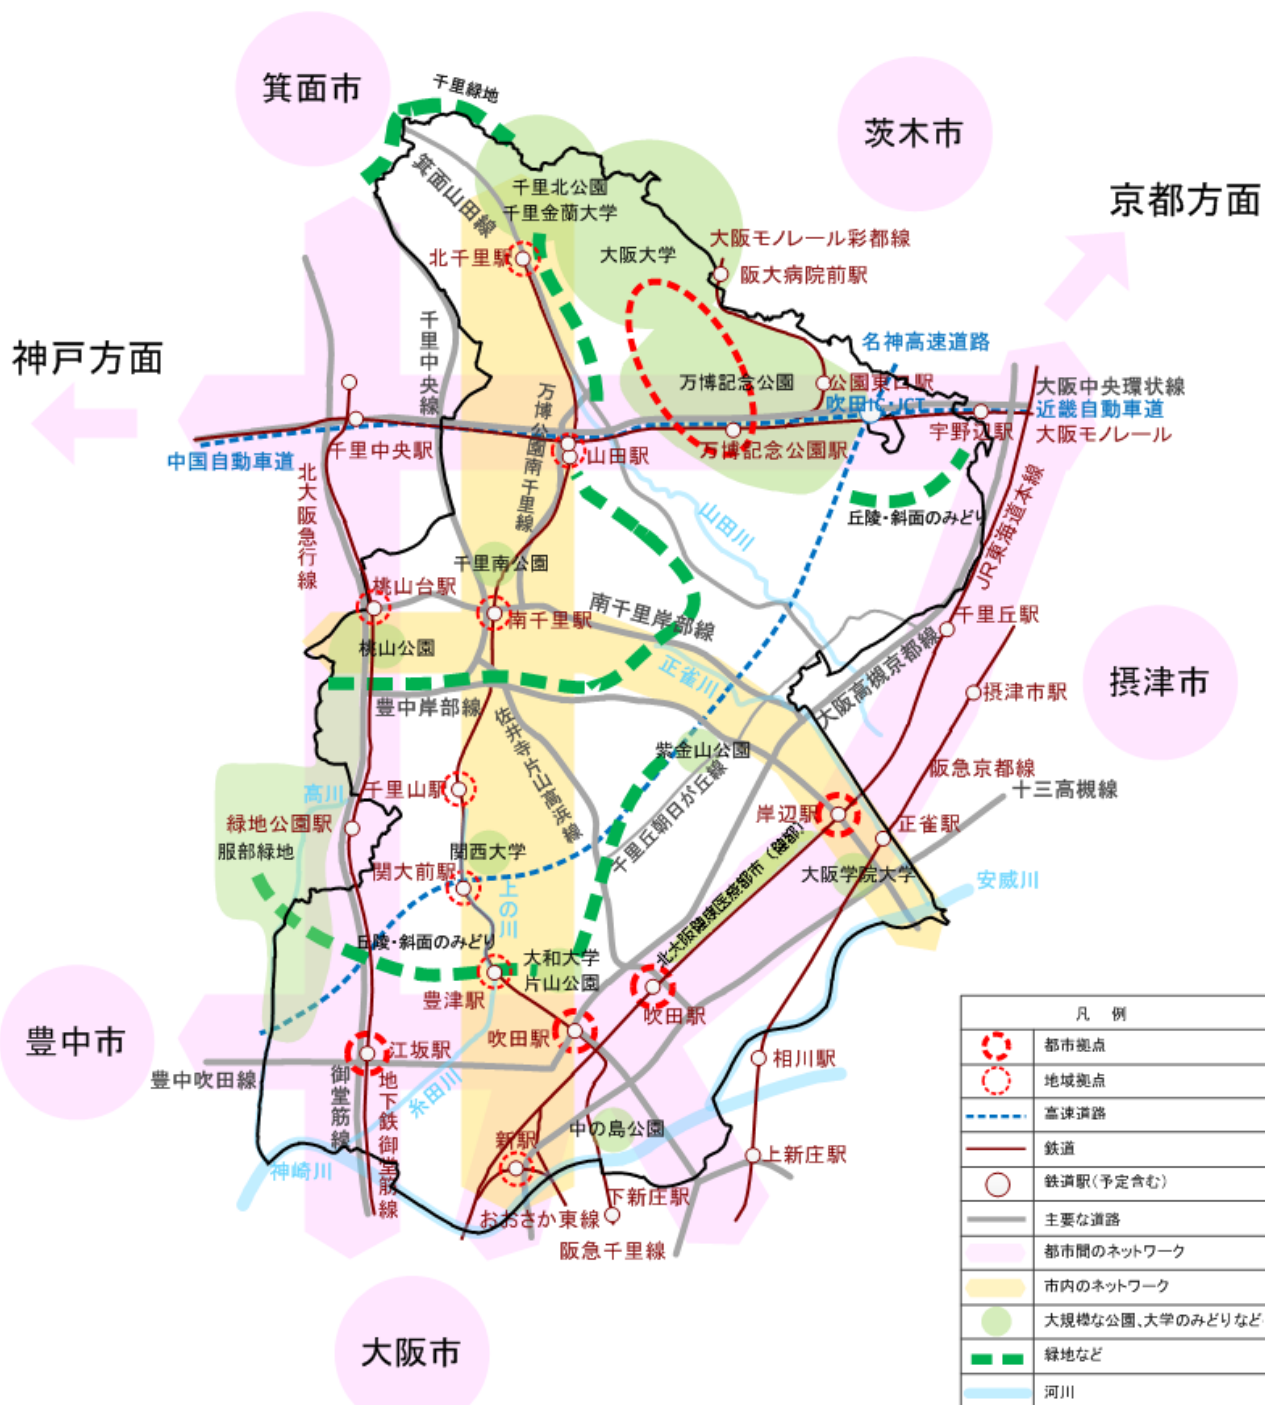 箕面市
千里緑地
茨木市
京都方面
箕面山田線
千里北公園
千里金蘭大学
大阪大学
大阪モノレール彩都線
阪大病院前駅
北千里駅
千里中央線
神戸方面
名神高速道路
万博記念公園
公園東口駅
吹田IC・JCT
大阪中央環状線
近畿自動車道
大阪モノレール
宇野辺駅
万博公園南千里線
中国自動車道
千里中央駅
山田駅
万博記念公園駅
北大阪急行線
山田川
丘陵・斜面のみどり
JR東海道本線
千里南公園
桃山台駅
南千里駅
南千里岸部線
千里丘駅
桃山公園
正雀川
大阪高槻京都線
摂津市駅
摂津市
豊中岸部線
佐井寺片山高浜線
紫金山公園
阪急京都線
千里丘朝日が丘線
十三高槻線
高川
千里山駅
岸辺駅
正雀駅
緑地公園駅
服部緑地
関西大学
関大前駅
北大阪健康医療都市（健都）
大阪学院大学
安威川
上の川
丘陵・斜面のみどり
大和大学
片山公園
豊津駅
吹田駅
吹田駅
豊中市
江坂駅
豊中吹田線
御堂筋線
地下鉄御堂筋線
糸田川
相川駅
中の島公園
新駅
神崎川
上新庄駅
下新庄駅
おおさか東線
阪急千里線
大阪市
凡 例
都市拠点
地域拠点
高速道路
鉄道
鉄道駅(予定含む)
主要な道路
都市間のネットワーク
市内のネットワーク
大規模な公園、大学のみどりなど
緑地など
河川